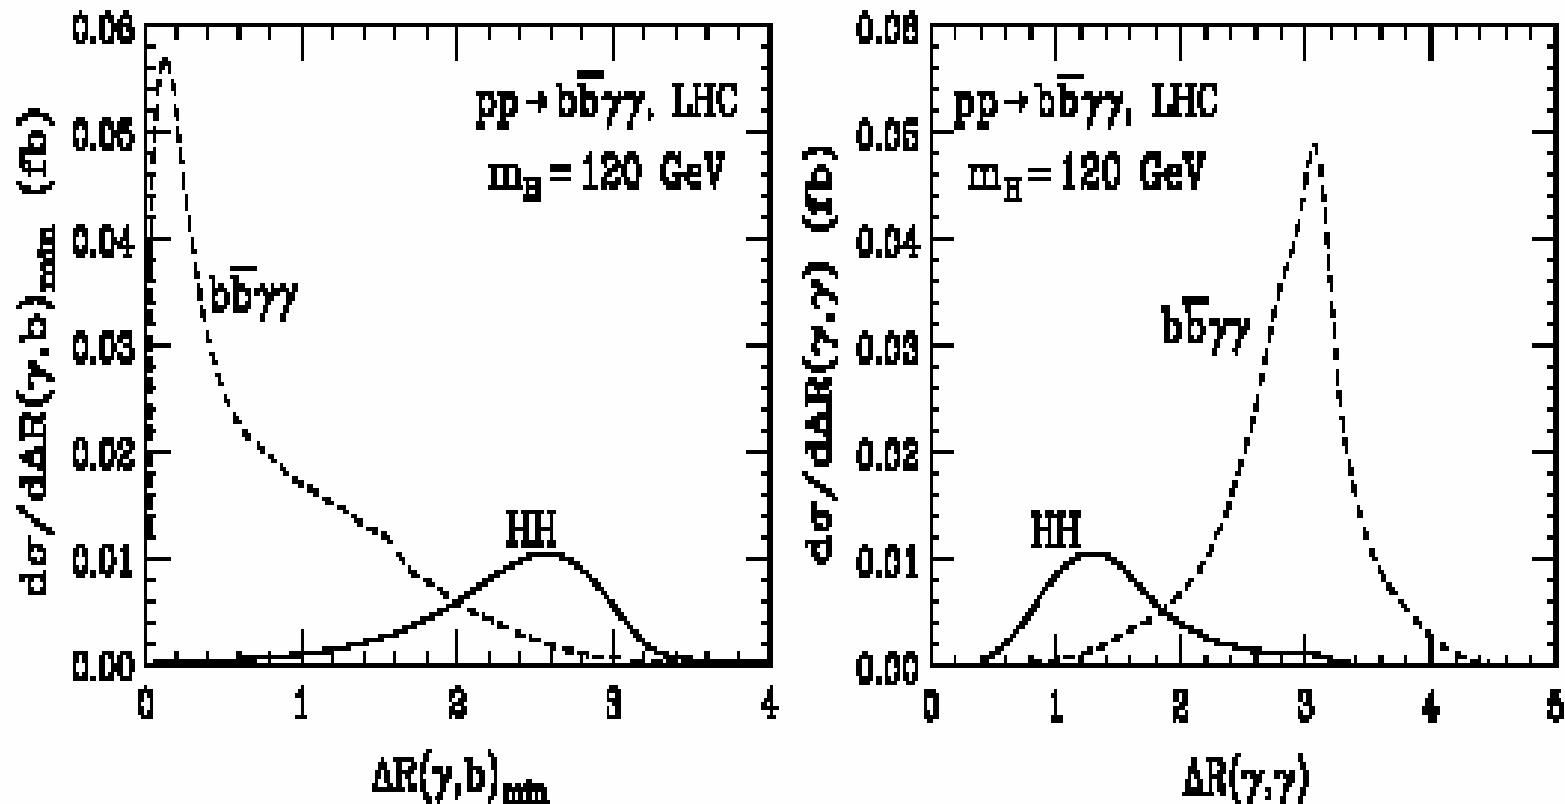 dσ/dΔR(γ,b)min (fb)
0.06
0.05
0.04
0.03
0.02
0.01
0.00
pp→bb̅γγ, LHC
mH = 120 GeV
bb̅γγ
HH
0 1 2 3 4
ΔR(γ,b)min
dσ/dΔR(γ,γ) (fb)
0.06
0.05
0.04
0.03
0.02
0.01
0.00
pp→bb̅γγ, LHC
mH = 120 GeV
bb̅γγ
HH
0 1 2 3 4 5
ΔR(γ,γ)